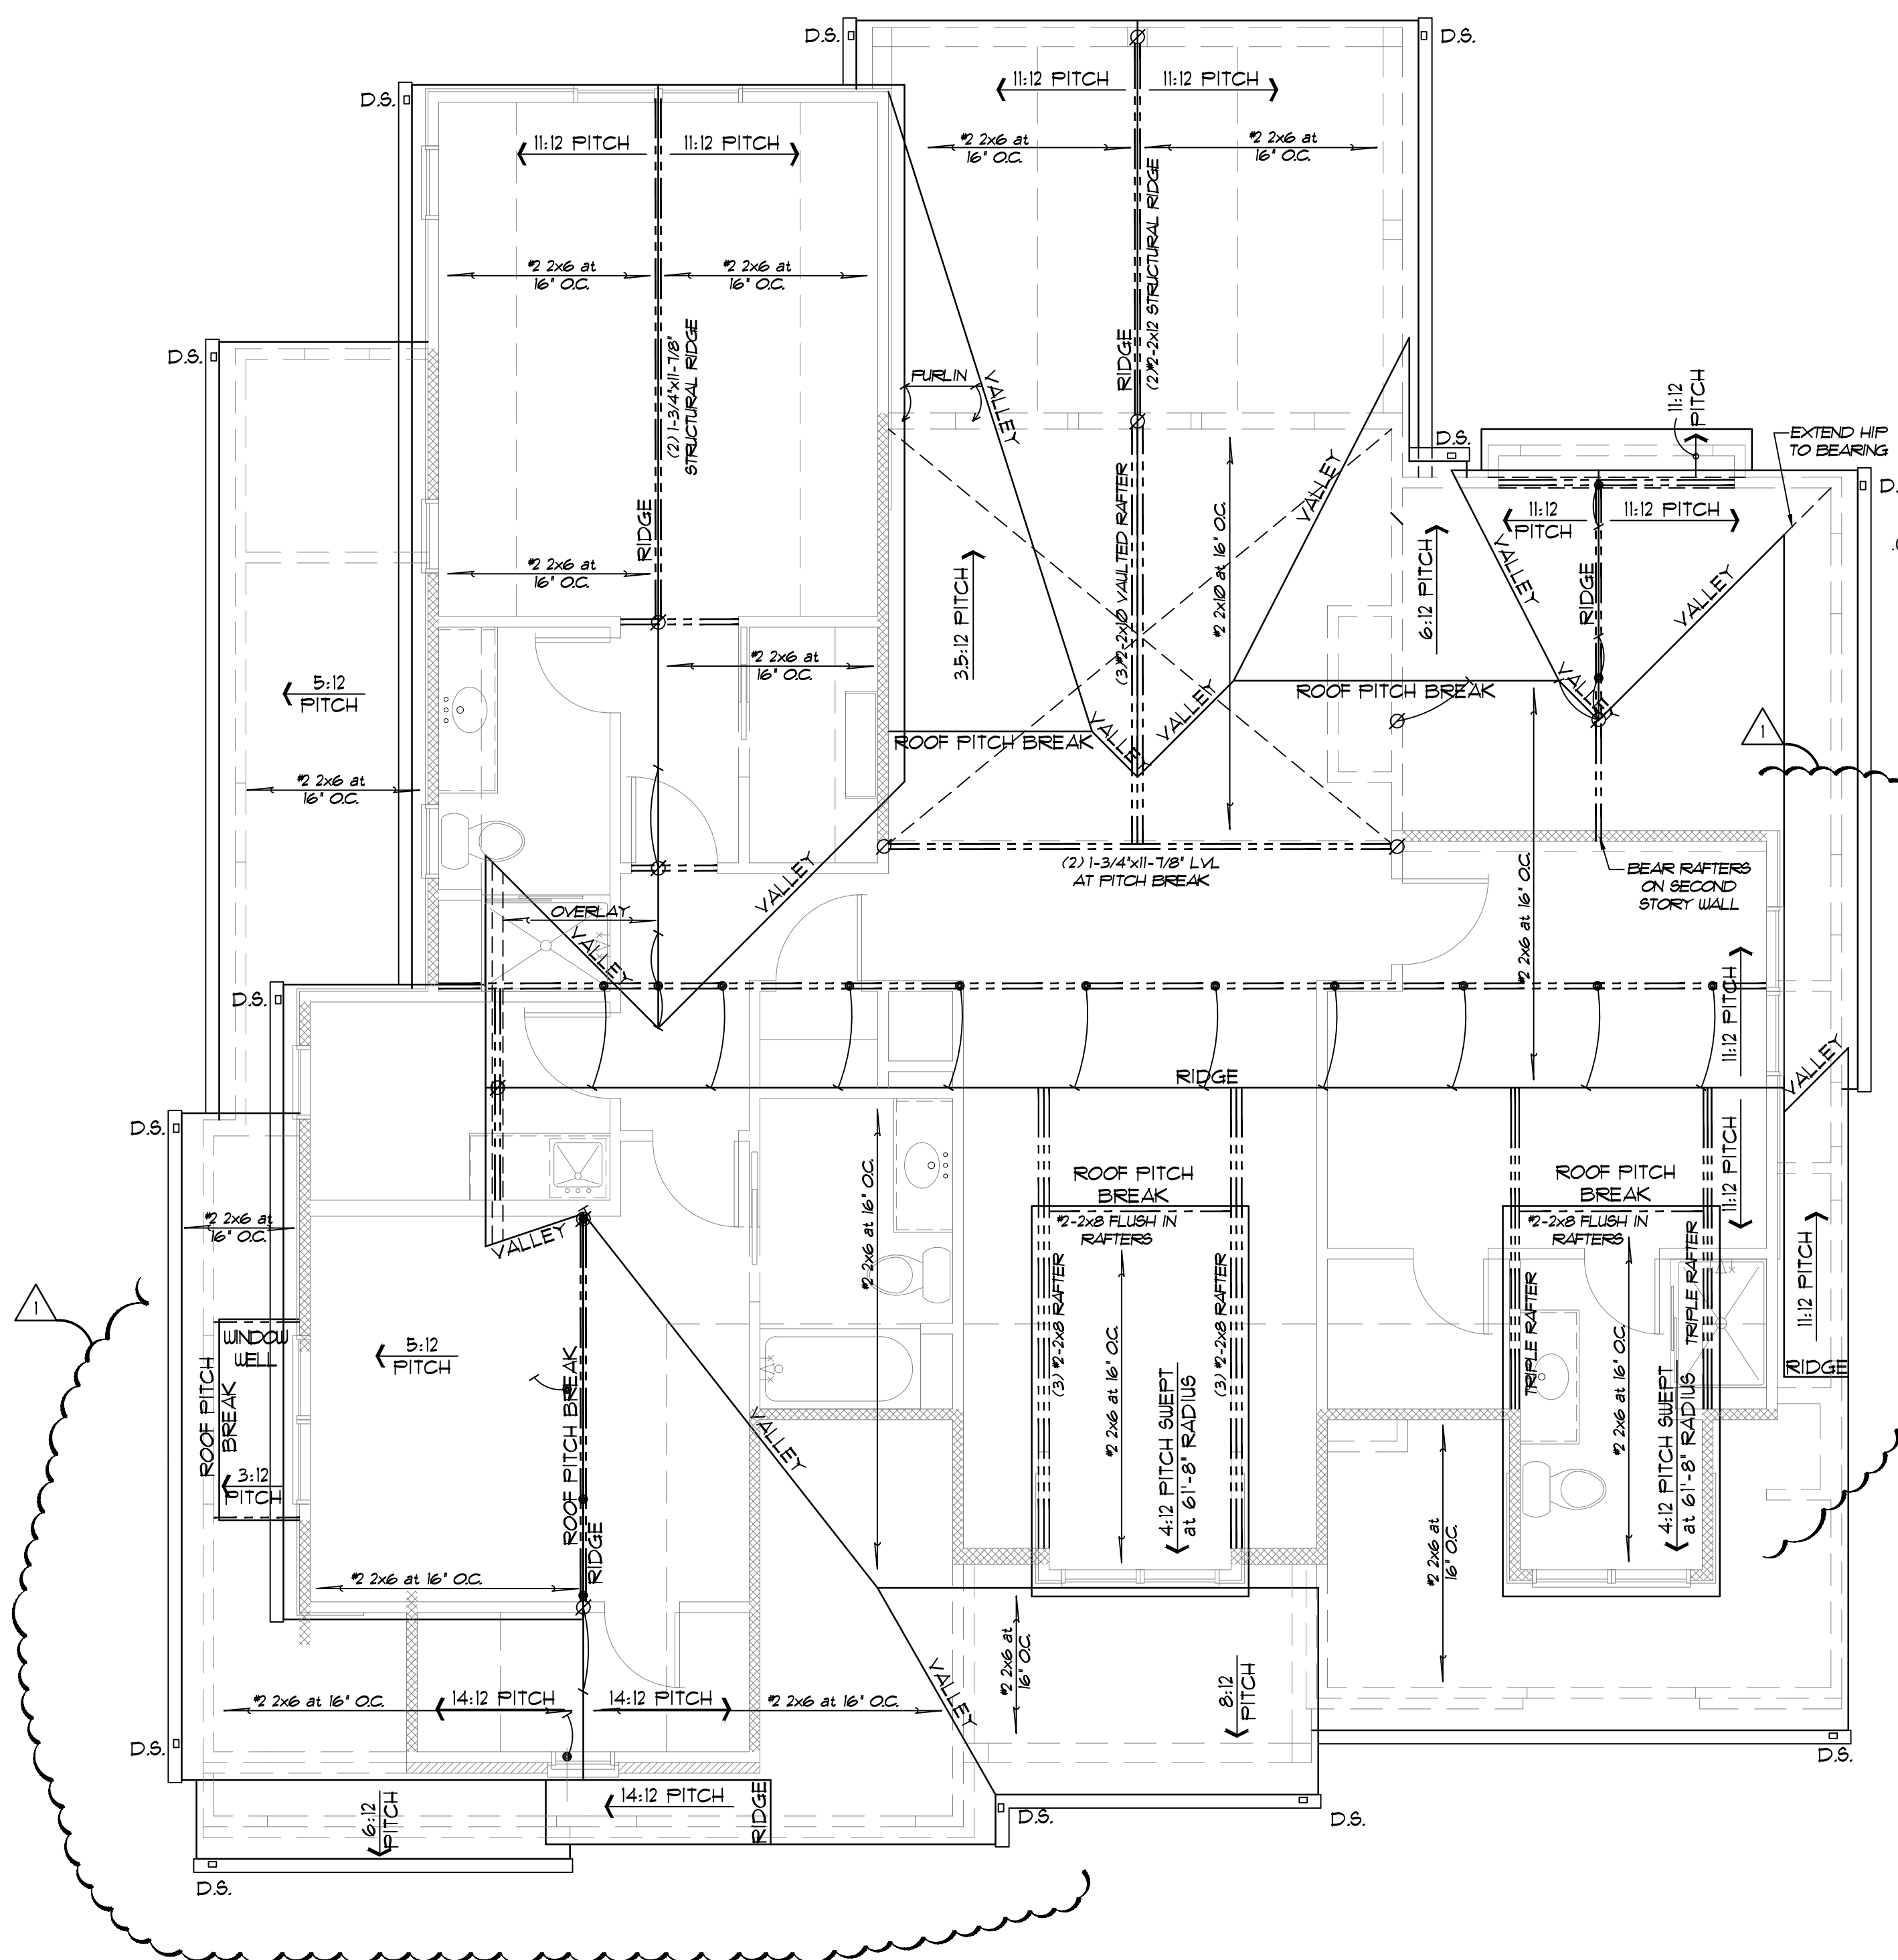 D.S.
D.S.
D.S.
11:12 PITCH
11:12 PITCH
11:12 PITCH
11:12 PITCH
#2 2x6 at
16" O.C.
#2 2x6 at
16" O.C.
#2 2x6 at
16" O.C.
#2 2x6 at
16" O.C.
RIDGE
(2)#2-2x12 STRUCTURAL RIDGE
(2) 1-3/4"x11-7/8"
STRUCTURAL RIDGE
D.S.
PURLIN
VALLEY
11:12
PITCH
EXTEND HIP
TO BEARING
D.S.
VALLEY
RIDGE
#2 2x6 at
16" O.C.
(3)#2-2x10 VAULTED RAFTER
#2 2x10 at 16" O.C.
3.5:12 PITCH
6:12 PITCH
11:12
PITCH
11:12 PITCH
VALLEY
RIDGE
VALLEY
VALLEY
5:12
PITCH
#2 2x6 at
16" O.C.
ROOF PITCH BREAK
VALLEY
VALLEY
ROOF PITCH BREAK
1
#2 2x6 at
16" O.C.
(2) 1-3/4"x11-7/8" LVL
AT PITCH BREAK
BEAR RAFTERS
ON SECOND
STORY WALL
VALLEY
OVERLAY
VALLEY
#2 2x6 at 16" O.C.
D.S.
11:12 PITCH
VALLEY
RIDGE
D.S.
#2 2x6 at
16" O.C.
#2 2x6 at 16" O.C.
ROOF PITCH
BREAK
ROOF PITCH
BREAK
11:12 PITCH
#2-2x8 FLUSH IN
RAFTERS
#2-2x8 FLUSH IN
RAFTERS
VALLEY
11:12 PITCH
RIDGE
1
WINDOW
WELL
ROOF PITCH
BREAK
3:12
PITCH
5:12
PITCH
ROOF PITCH BREAK
RIDGE
VALLEY
(3) #2-2x8 RAFTER
#2 2x6 at 16" O.C.
4:12 PITCH SWEPT
at 61'-8" RADIUS
(3) #2-2x8 RAFTER
TRIPLE RAFTER
#2 2x6 at 16" O.C.
4:12 PITCH SWEPT
at 61'-8" RADIUS
TRIPLE RAFTER
#2 2x6 at 16" O.C.
#2 2x6 at
16" O.C.
#2 2x6 at 16" O.C.
14:12 PITCH
14:12 PITCH
#2 2x6 at 16" O.C.
VALLEY
#2 2x6 at
16" O.C.
8:12
PITCH
D.S.
D.S.
6:12
PITCH
14:12 PITCH
RIDGE
D.S.
D.S.
D.S.